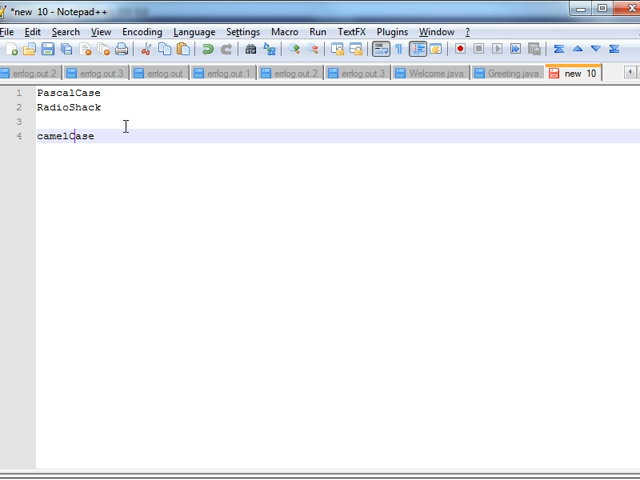 *new 10 - Notepad++
File Edit Search View Encoding Language Settings Macro Run TextFX Plugins Window ?
errlog.out.2 errlog.out.3 errlog.out errlog.out.1 errlog.out.2 errlog.out.3 Welcome.java Greeting.java new 10
1 PascalCase
2 RadioShack
3
4 camelCase